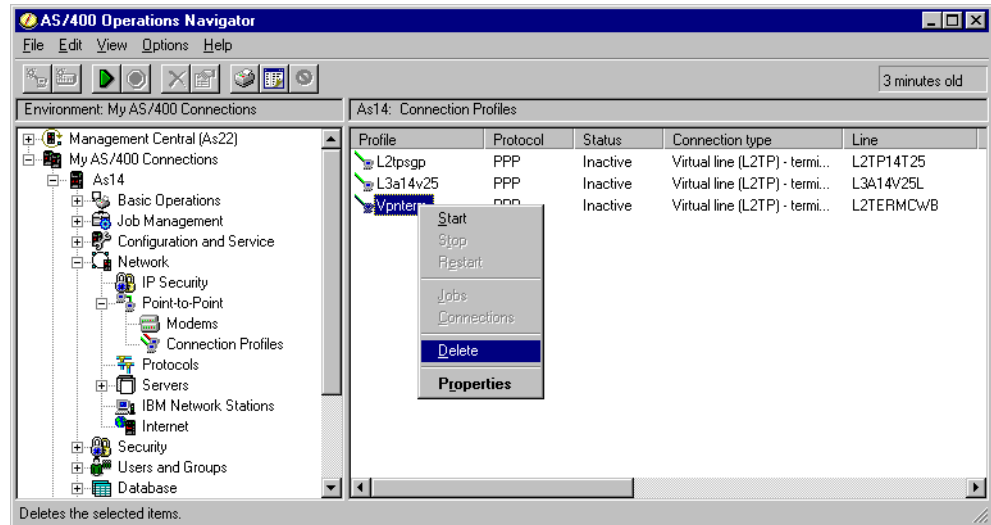 AS/400 Operations Navigator
File Edit View Options Help
3 minutes old
Environment: My AS/400 Connections
As14: Connection Profiles
Management Central (As22)
My AS/400 Connections
As14
Basic Operations
Job Management
Configuration and Service
Network
IP Security
Point-to-Point
Modems
Connection Profiles
Protocols
Servers
IBM Network Stations
Internet
Security
Users and Groups
Database
Profile Protocol Status Connection type Line
L2tpsgp PPP Inactive Virtual line (L2TP) - termi... L2TP14T25
L3a14v25 PPP Inactive Virtual line (L2TP) - termi... L3A14V25L
Vpnterm PPP Inactive Virtual line (L2TP) - termi... L2TERMCWB
Start
Stop
Restart
Jobs
Connections
Delete
Properties
Deletes the selected items.